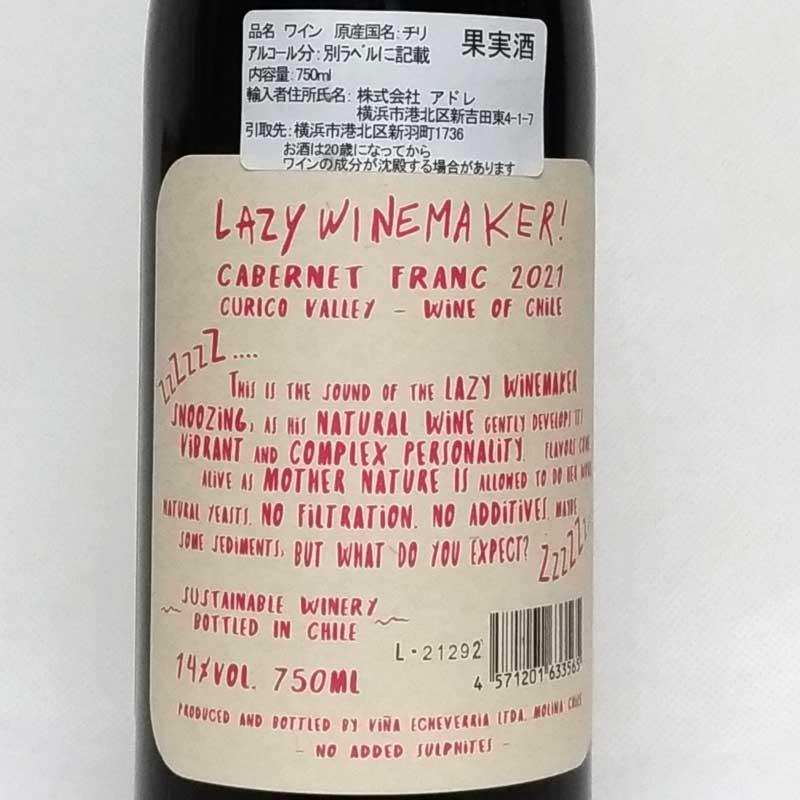 品名 ワイン 原産国名:チリ
果実酒
アルコール分:別ラベルに記載
内容量:750ml
輸入者住所氏名: 株式会社 アドレ
横浜市港北区新吉田東4-1-7
引取先:横浜市港北区新羽町1736
お酒は20歳になってから
ワインの成分が沈殿する場合があります
LAZY WINEMAKER!
CABERNET FRANC 2021
CURICO VALLEY - WINE OF CHILE
ZZZZZZ....
THIS IS THE SOUND OF THE LAZY WINEMAKER
SNOOZING, AS HIS NATURAL WINE GENTLY DEVELOPS ITS
VIBRANT AND COMPLEX PERSONALITY. FLAVORS COME
ALIVE AS MOTHER NATURE IS ALLOWED TO DO HER
NATURAL YEASTS. NO FILTRATION. NO ADDITIVES. MAYBE
SOME SEDIMENTS, BUT WHAT DO YOU EXPECT? ZZZZZ
SUSTAINABLE WINERY
BOTTLED IN CHILE
L-21292
14%VOL. 750ML
4 571201 633565
PRODUCED AND BOTTLED BY VIÑA ECHEVERRIA LTDA. MOLINA CHILE
- NO ADDED SULPHITES -